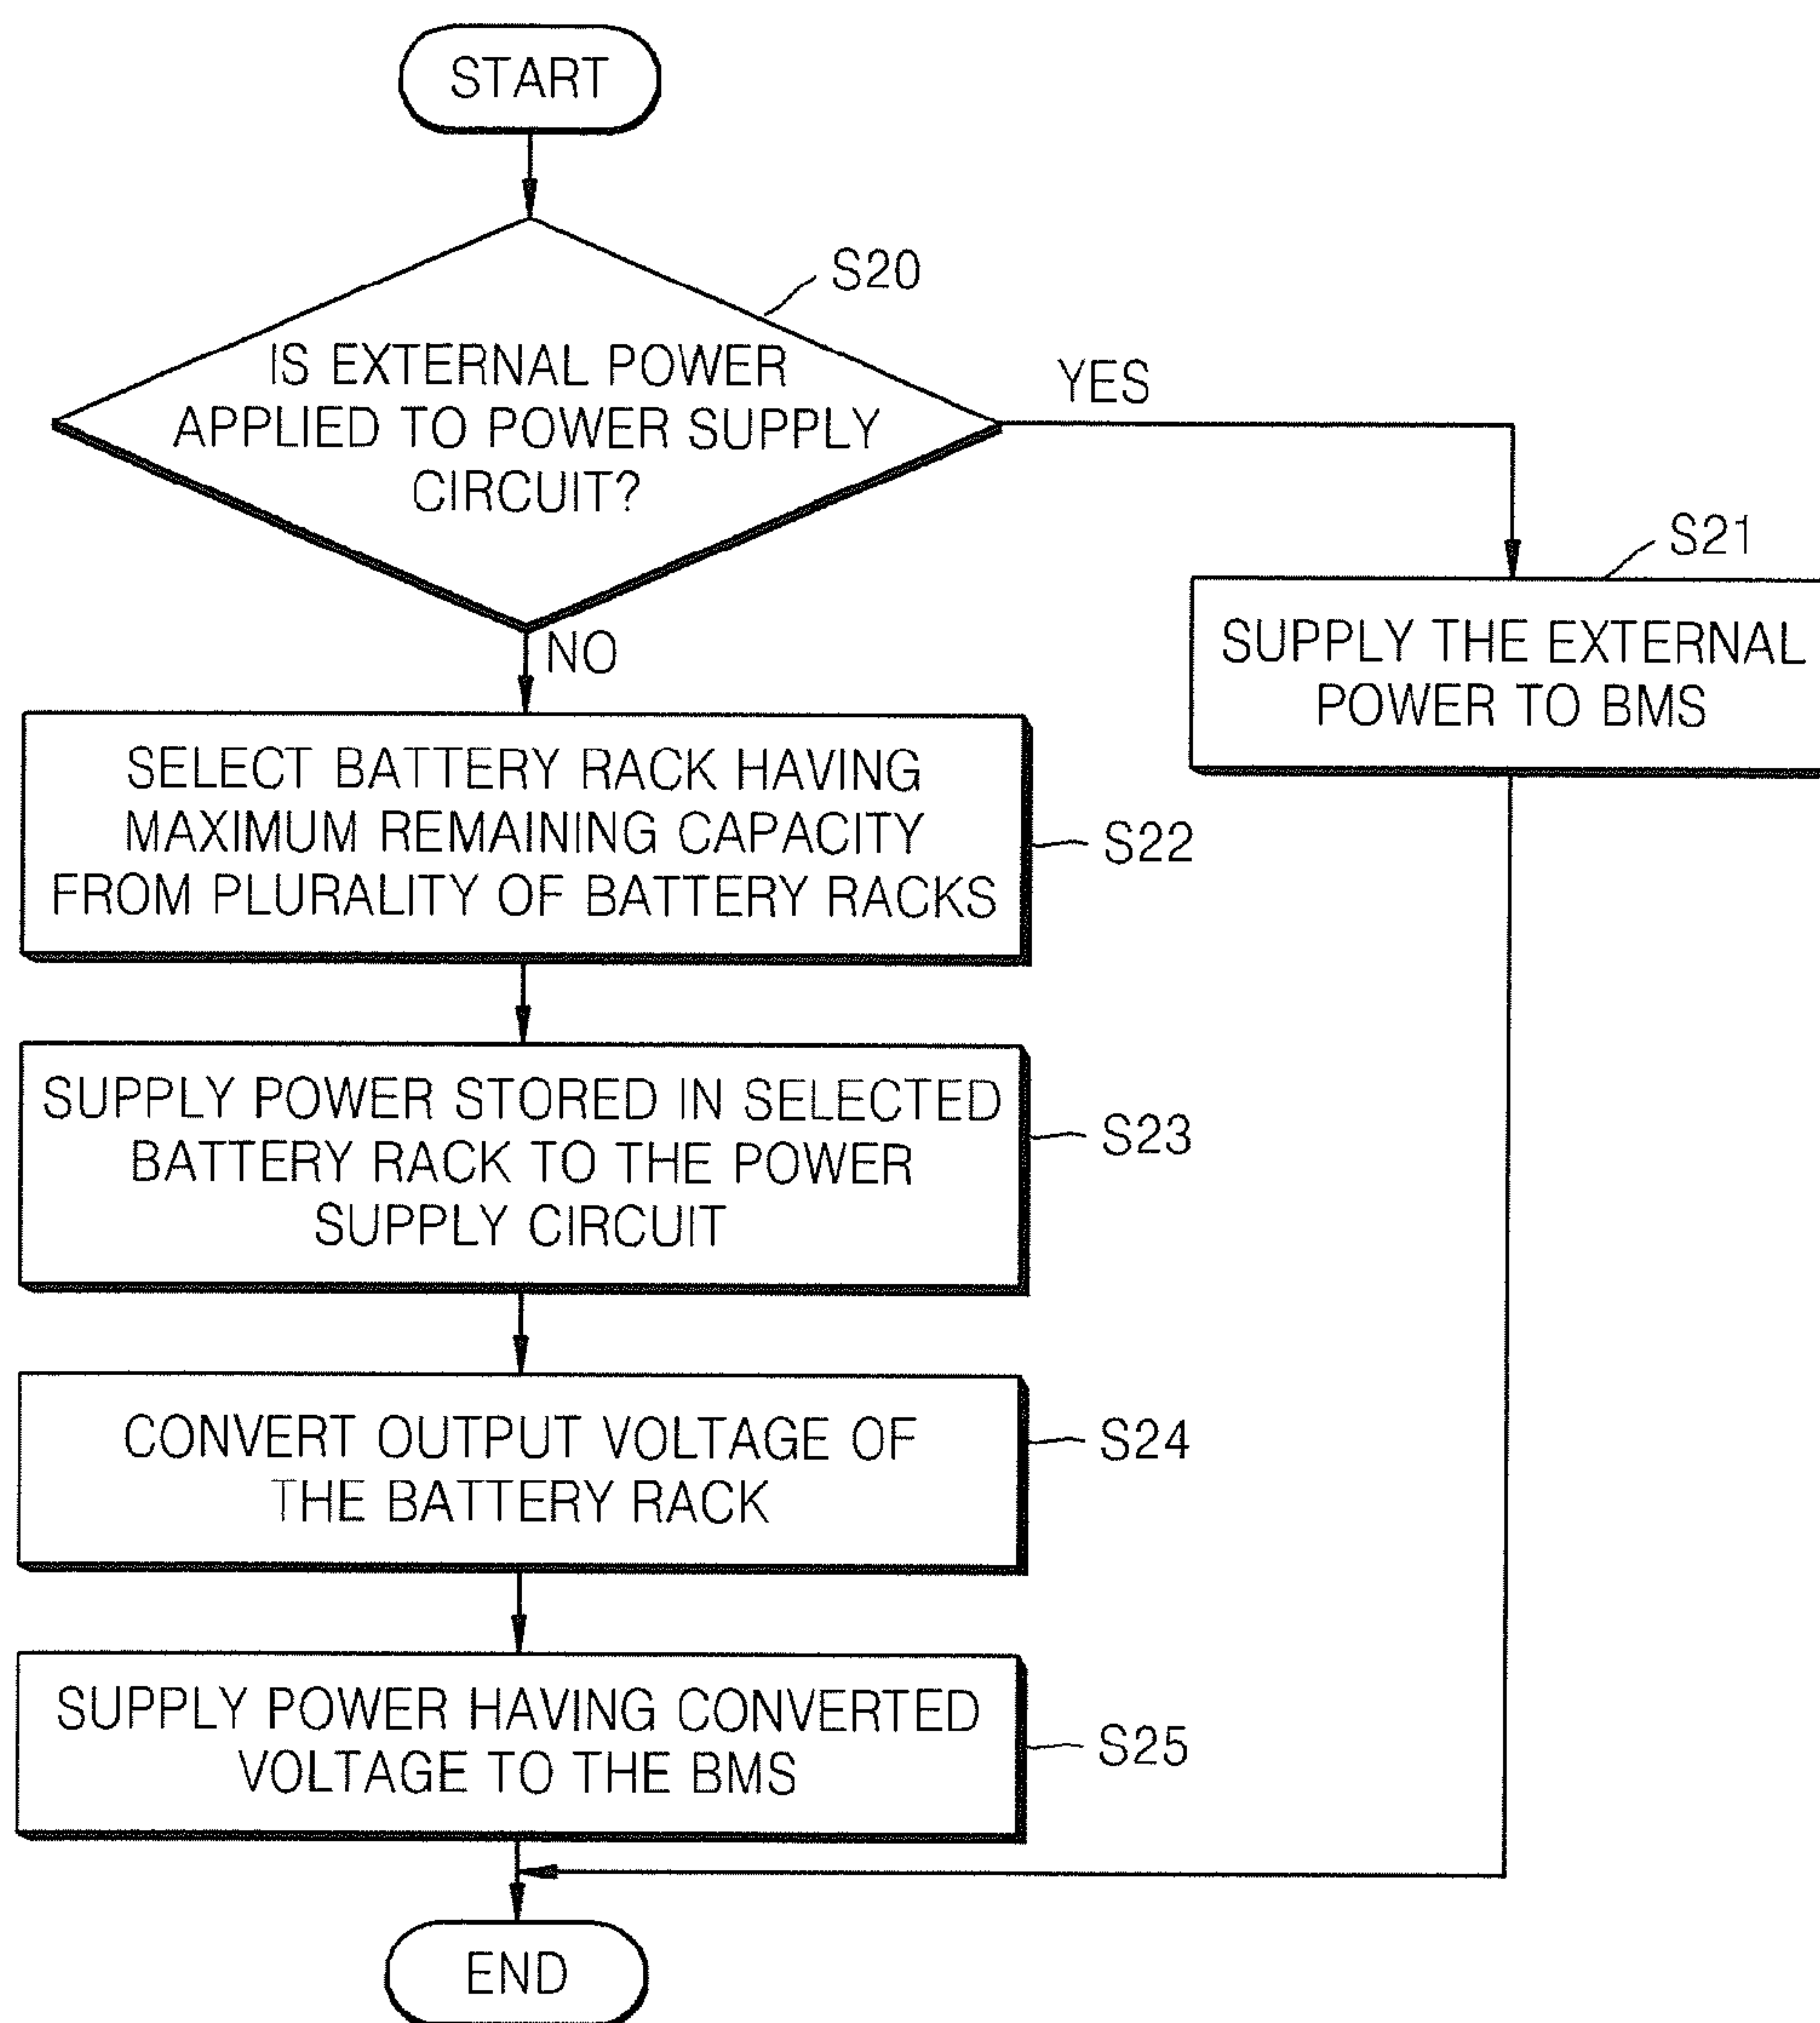 START
S20
IS EXTERNAL POWER
APPLIED TO POWER SUPPLY
CIRCUIT?
YES
S21
SUPPLY THE EXTERNAL
POWER TO BMS
NO
SELECT BATTERY RACK HAVING
MAXIMUM REMAINING CAPACITY
FROM PLURALITY OF BATTERY RACKS
S22
SUPPLY POWER STORED IN SELECTED
BATTERY RACK TO THE POWER
SUPPLY CIRCUIT
S23
CONVERT OUTPUT VOLTAGE OF
THE BATTERY RACK
S24
SUPPLY POWER HAVING CONVERTED
VOLTAGE TO THE BMS
S25
END